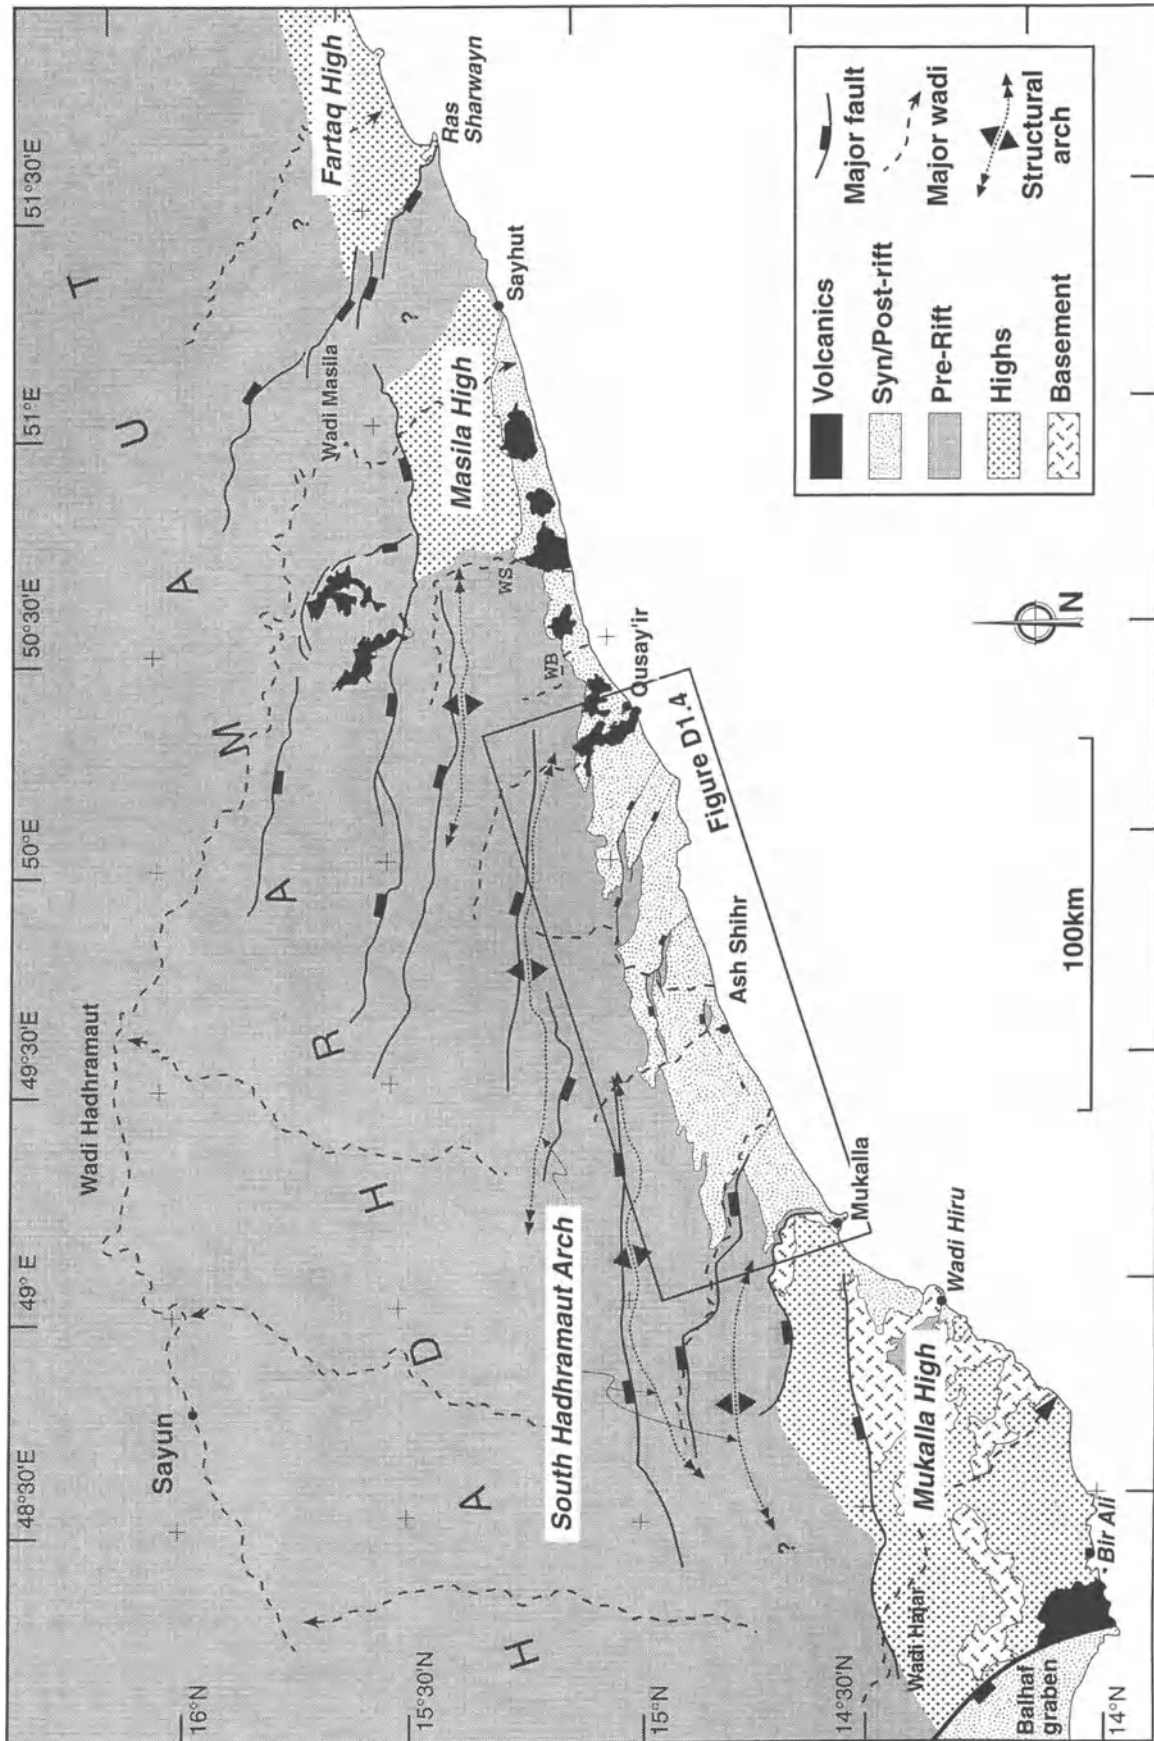 48°30'E
49° E
49°30'E
50°E
50°30'E
51°E
51°30'E
16°N
15°30'N
15°N
14°30'N
14°N
HADHRAMAUT
Sayun
Wadi Hadhramaut
Wadi Masila
Fartaq High
Ras
Sharwayn
Sayhut
Masila High
?
?
?
WS
WB
Qusay'ir
Figure D1.4
Ash Shihr
South Hadhramaut Arch
Mukalla
Wadi Hiru
Mukalla High
Wadi Hajar
Bir Ali
Balhaf
graben
100km
N
Volcanics
Syn/Post-rift
Pre-Rift
Highs
Basement
Major fault
Major wadi
Structural
arch